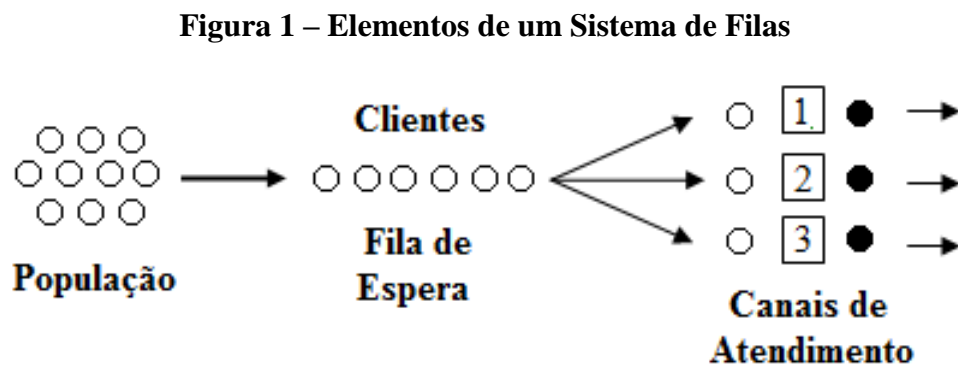 Figura 1 – Elementos de um Sistema de Filas
Clientes
1
2
3
Fila de
Espera
População
Canais de
Atendimento